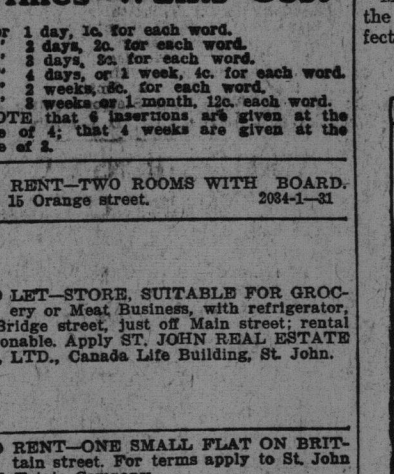 1 day, 1c. for each word.
" 2 days, 2c. for each word.
" 3 days, 3c. for each word.
" 4 days, or 1 week, 4c. for each word.
" 2 weeks, 8c. for each word.
" 3 weeks or 1 month, 12c. each word.
OTE that 6 insertions are given at the
e of 4; that 4 weeks are given at the
e of 3.
the
fect
RENT—TWO ROOMS WITH BOARD.
15 Orange street. 2034-1—31
O LET—STORE, SUITABLE FOR GROC-
ery or Meat Business, with refrigerator,
Bridge street, just off Main street; rental
onable. Apply ST. JOHN REAL ESTATE
, LTD., Canada Life Building, St. John.
O RENT—ONE SMALL FLAT ON BRIT-
tain street. For terms apply to St. John